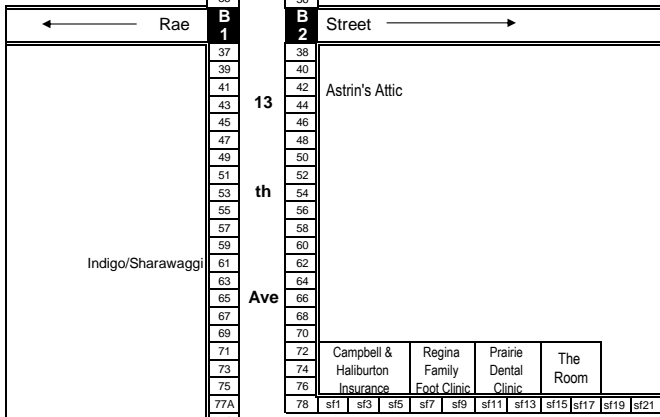 B B
Rae Street
1 2
37 38
39 40
41 42 Astrin's Attic
43 13 44
45 46
47 48
49 50
51 52
53 th 54
55 56
57 58
59 60
Indigo/Sharawaggi 61 62
63 64
65 Ave 66
67 68
69 70
71 72 Campbell & Regina Prairie The
73 74 Haliburton Family Dental Room
75 76 Insurance Foot Clinic Clinic
77A 78 sf1 sf3 sf5 sf7 sf9 sf11 sf13 sf15 sf17 sf19 sf21